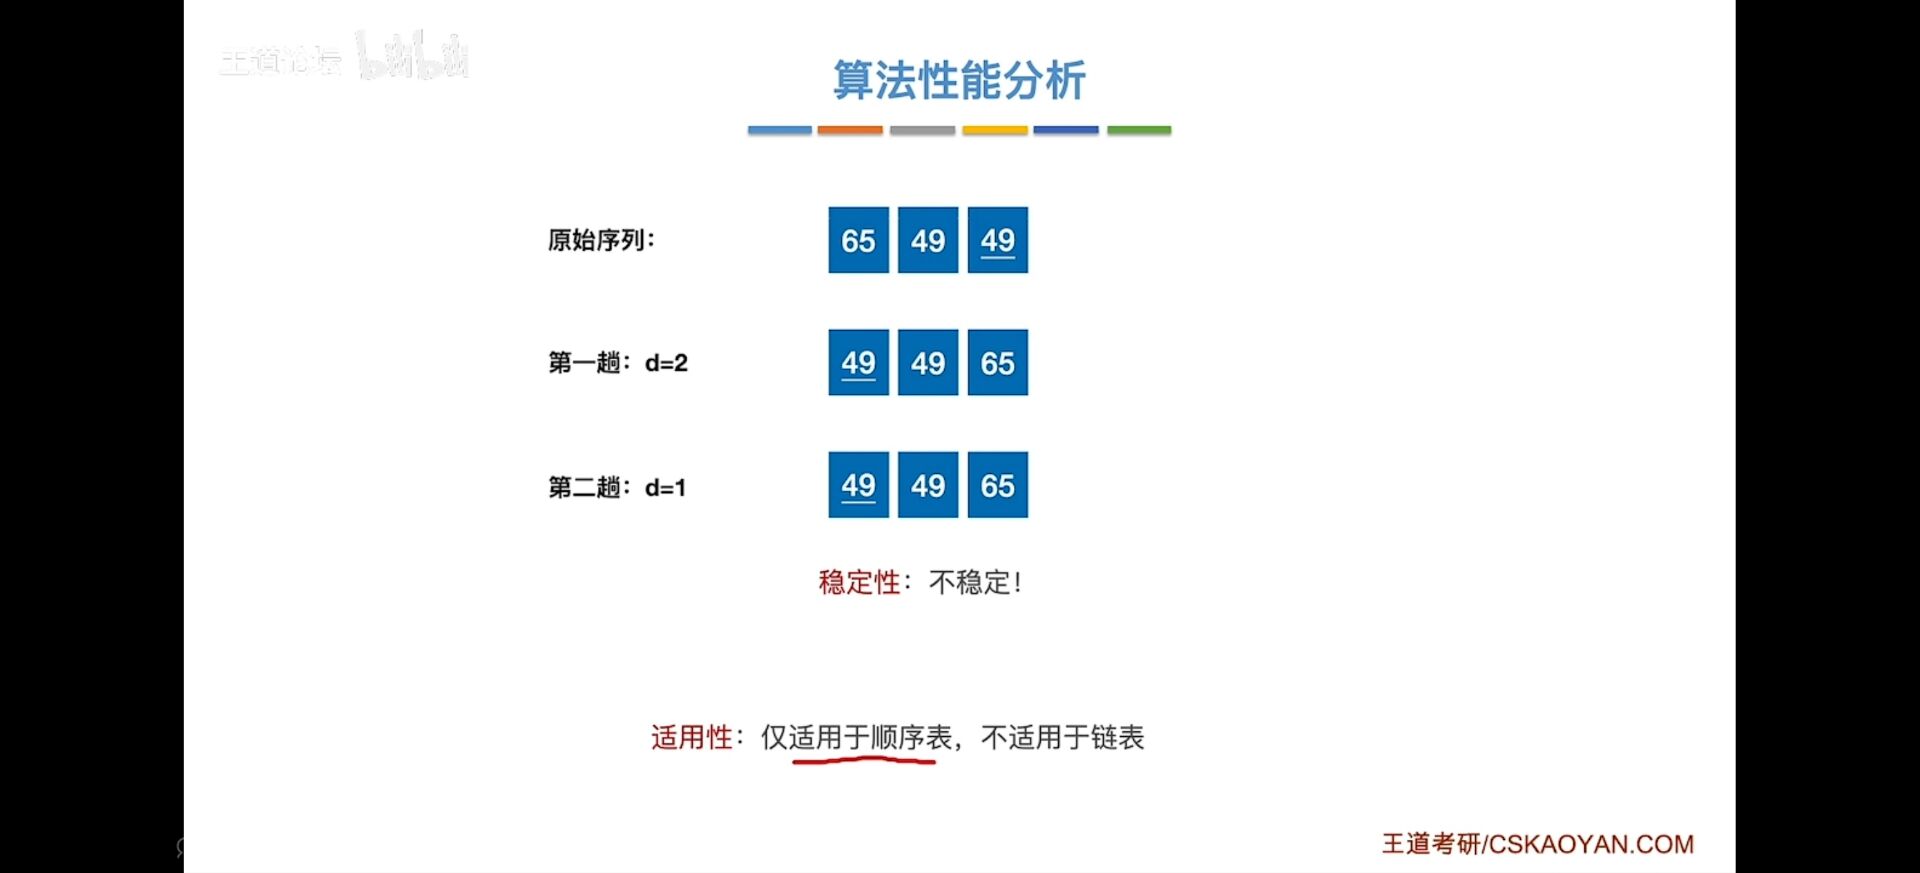 王道论坛 bilibili
算法性能分析
原始序列： 65 49 49
第一趟：d=2 49 49 65
第二趟：d=1 49 49 65
稳定性：不稳定！
适用性：仅适用于顺序表，不适用于链表
王道考研/CSKAOYAN.COM